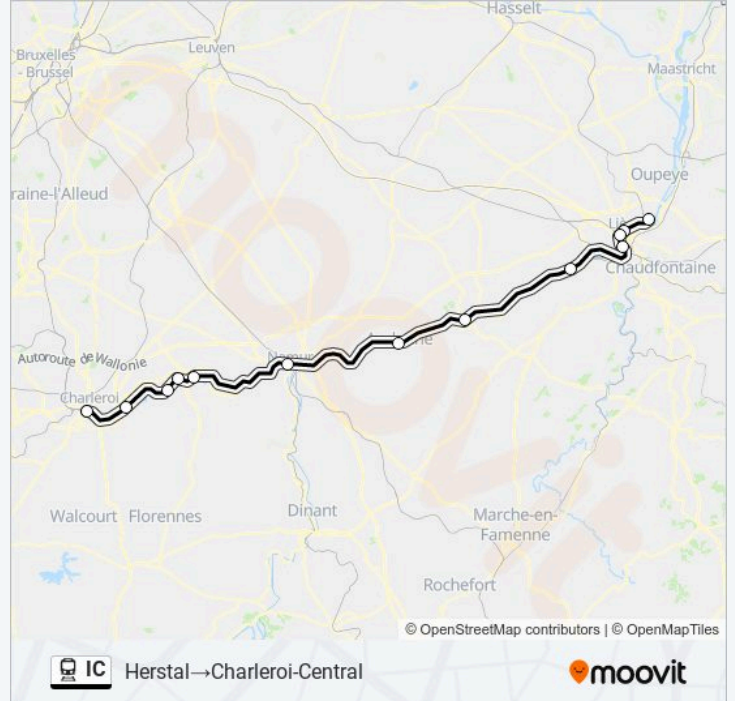 Hasselt
Bruxelles
- Brussel
Leuven
Maastricht
Oupeye
raine-l'Alleud
Chaudfontaine
Autoroute de Wallonie
Namur
Charleroi
Walcourt
Florennes
Dinant
Marche-en-
Famenne
Rochefort
© OpenStreetMap contributors | © OpenMapTiles
IC
Herstal→Charleroi-Central
moovit